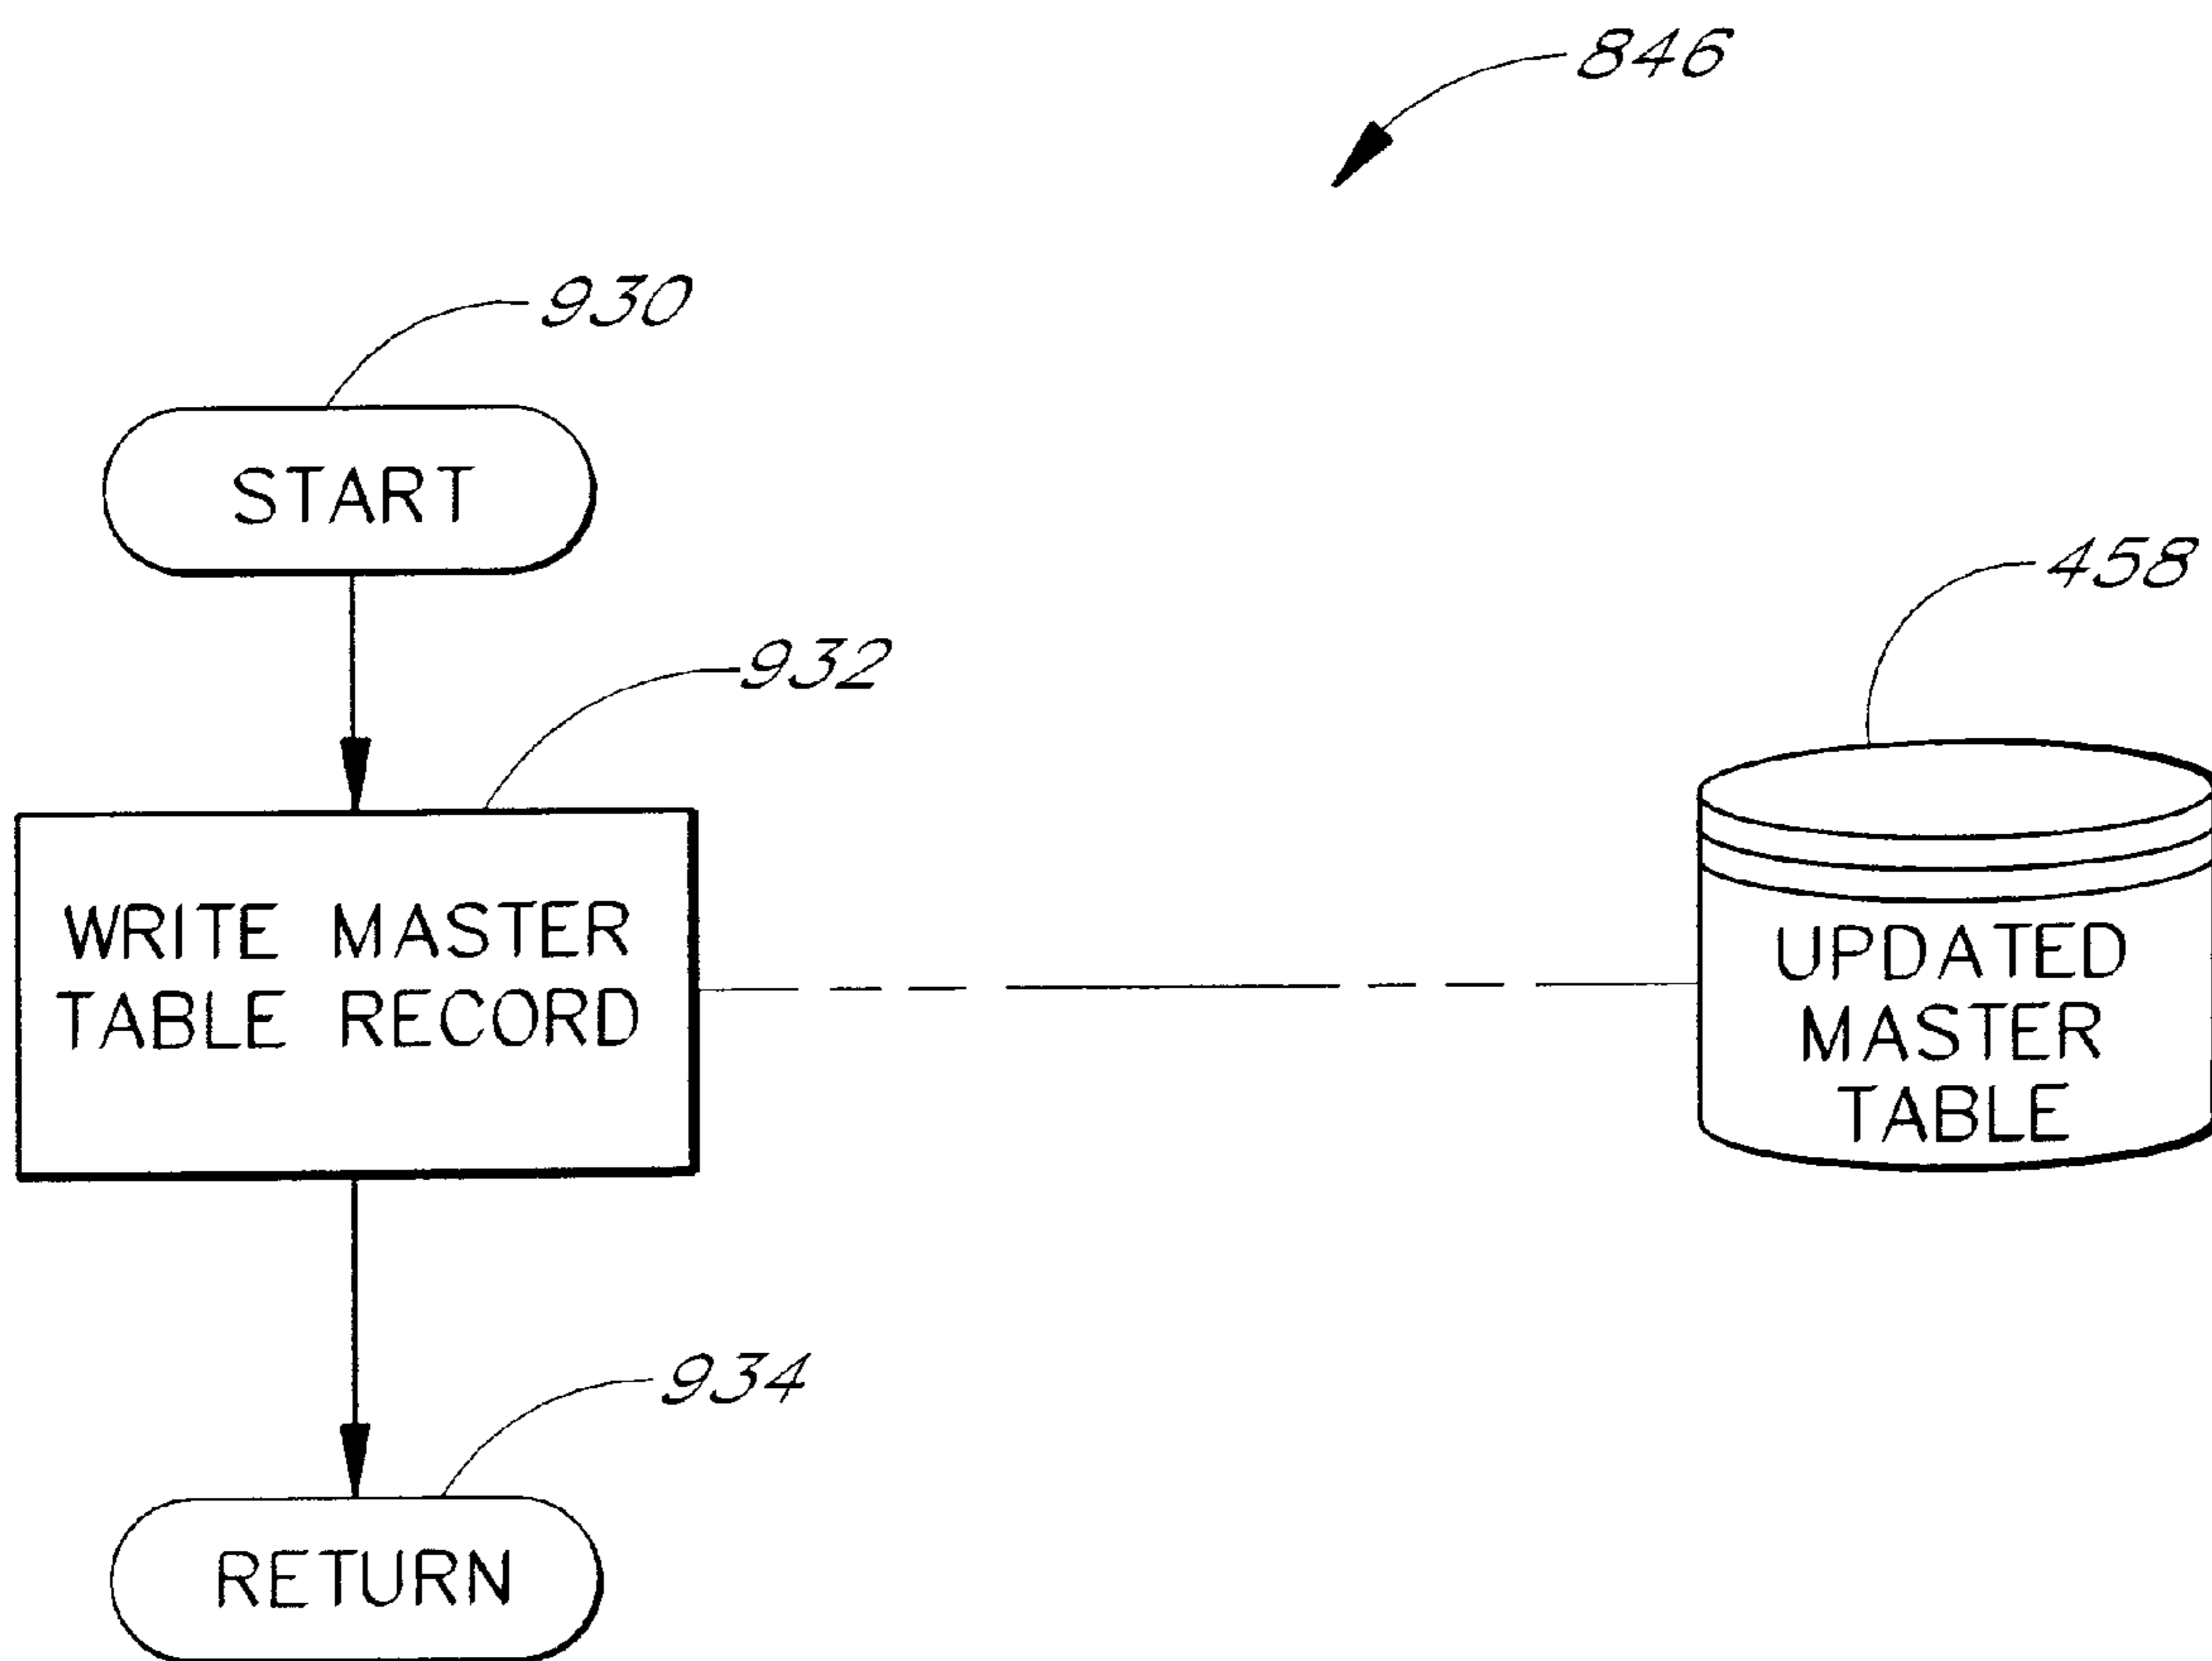 846
930
START
458
932
WRITE MASTER
TABLE RECORD
UPDATED
MASTER
TABLE
934
RETURN